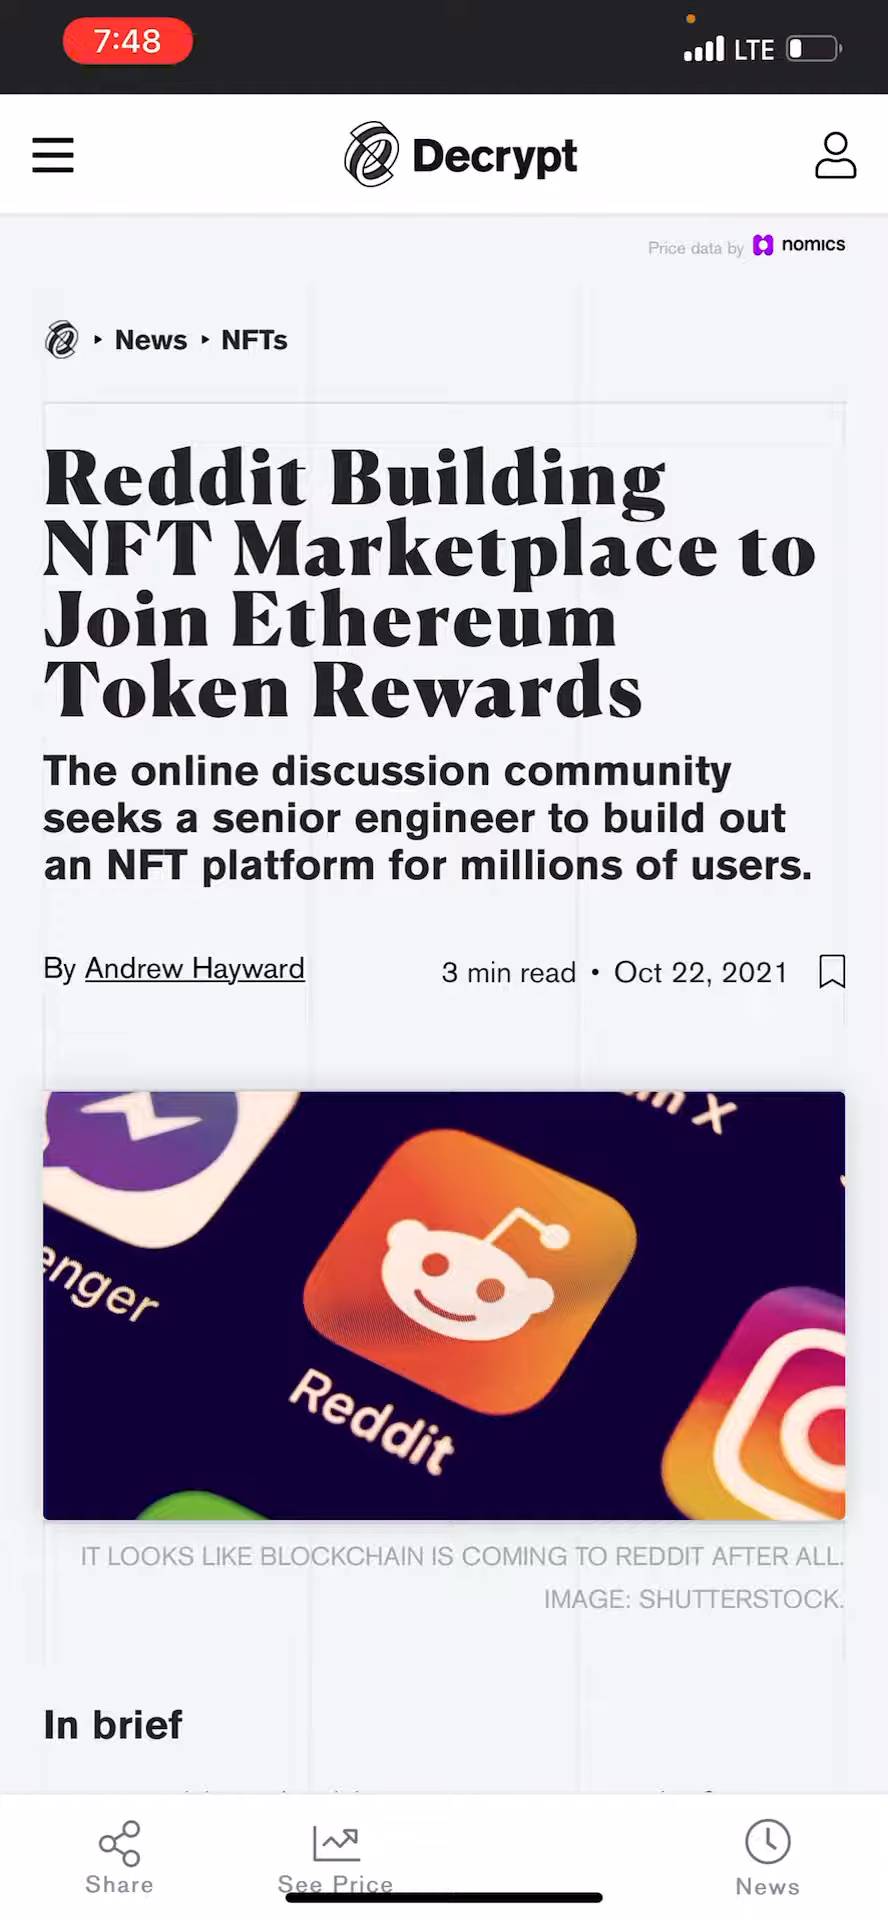 7:48
LTE
Decrypt
Price data by nomics
News ‣ NFTs
Reddit Building
NFT Marketplace to
Join Ethereum
Token Rewards
The online discussion community
seeks a senior engineer to build out
an NFT platform for millions of users.
By Andrew Hayward
3 min read • Oct 22, 2021
in X
enger
Reddit
IT LOOKS LIKE BLOCKCHAIN IS COMING TO REDDIT AFTER ALL.
IMAGE: SHUTTERSTOCK.
In brief
Share
See Price
News